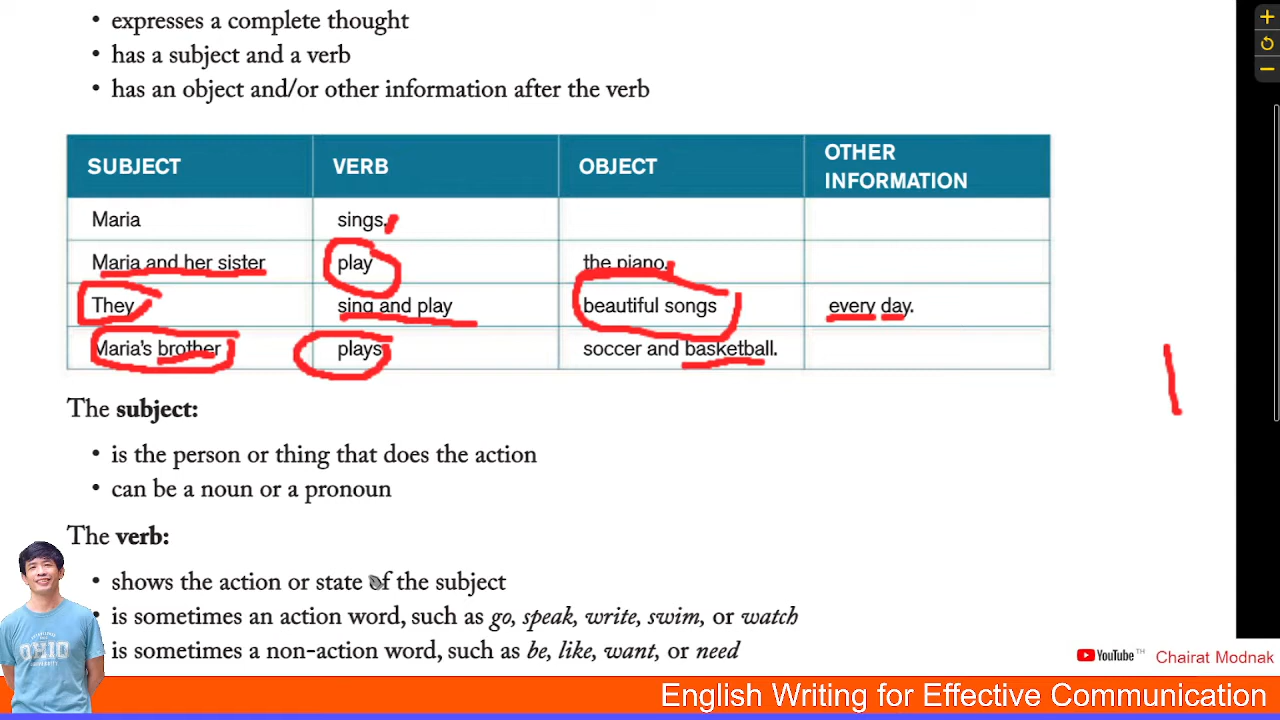 • expresses a complete thought
• has a subject and a verb
• has an object and/or other information after the verb
SUBJECT VERB OBJECT OTHER INFORMATION
Maria sings.
Maria and her sister play the piano.
They sing and play beautiful songs every day.
Maria's brother plays soccer and basketball.
The subject:
• is the person or thing that does the action
• can be a noun or a pronoun
The verb:
• shows the action or state of the subject
• is sometimes an action word, such as go, speak, write, swim, or watch
• is sometimes a non-action word, such as be, like, want, or need
OHIO
UNIVERSITY
YouTube TH Chairat Modnak
English Writing for Effective Communication